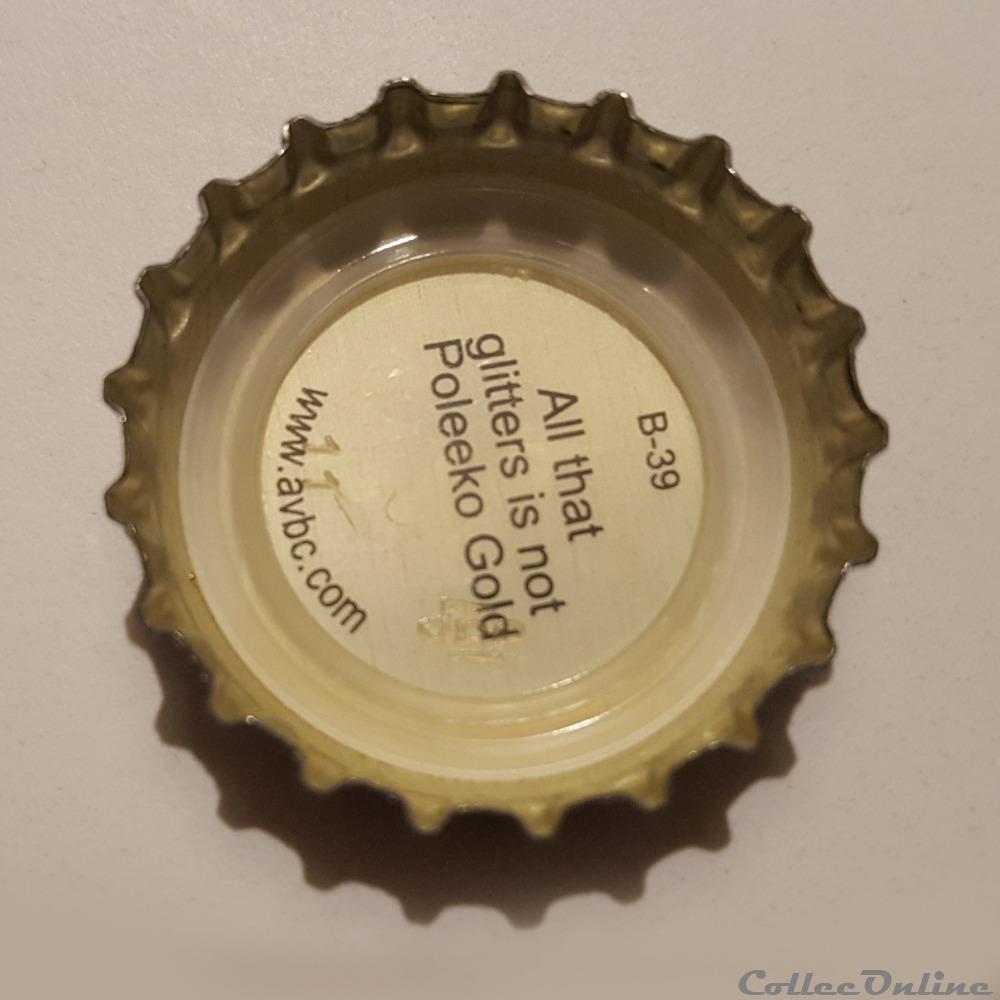 B-39
All that
glitters is not
Poleeko Gold
www.avbc.com
CollecOnline